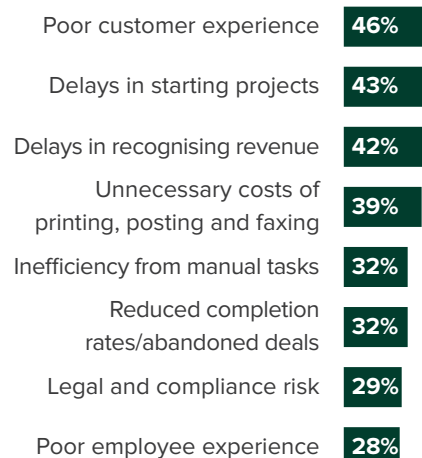 Poor customer experience 46%
Delays in starting projects 43%
Delays in recognising revenue 42%
Unnecessary costs of
printing, posting and faxing 39%
Inefficiency from manual tasks 32%
Reduced completion
rates/abandoned deals 32%
Legal and compliance risk 29%
Poor employee experience 28%